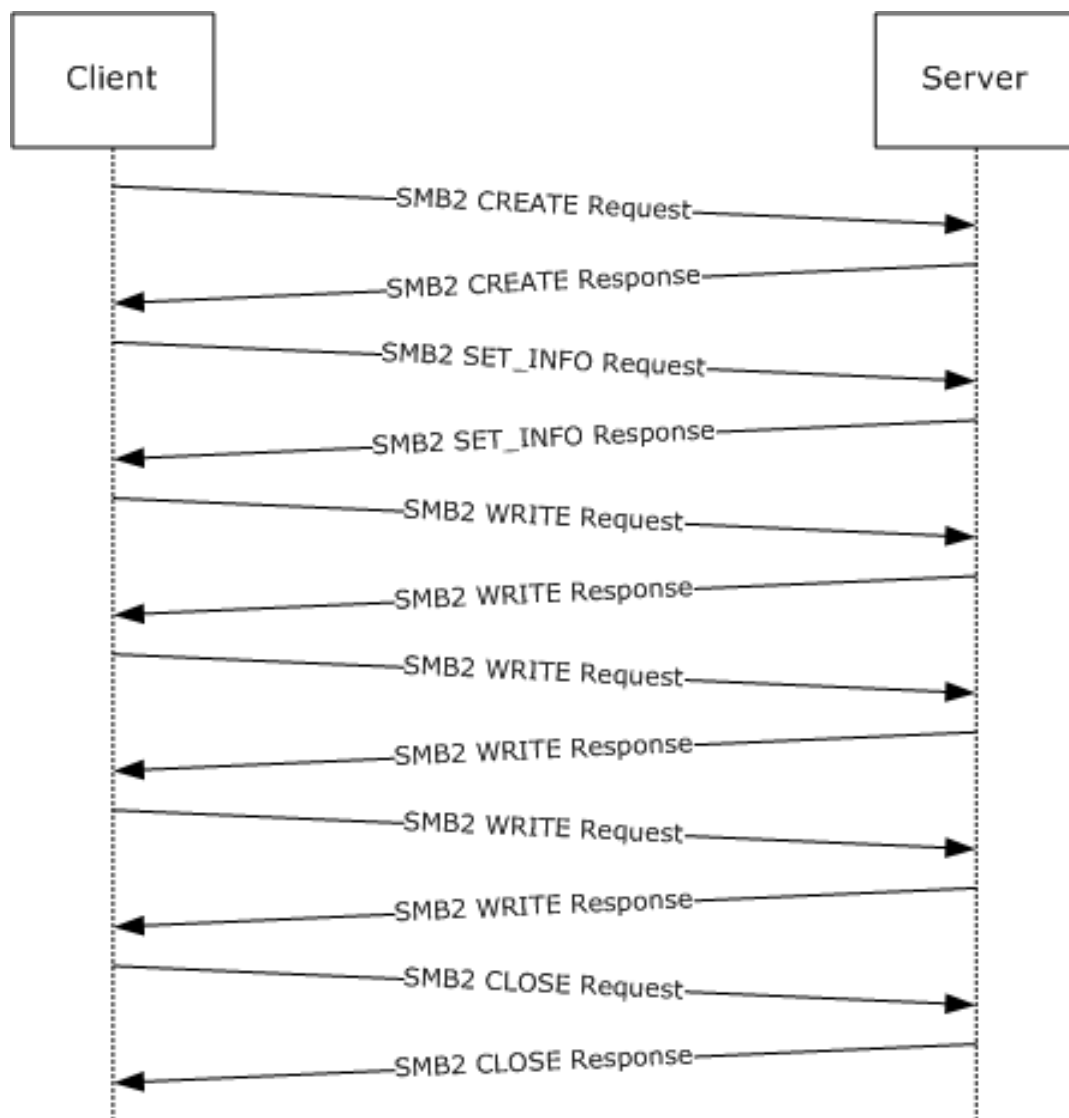 Client
Server
SMB2 CREATE Request
SMB2 CREATE Response
SMB2 SET_INFO Request
SMB2 SET_INFO Response
SMB2 WRITE Request
SMB2 WRITE Response
SMB2 WRITE Request
SMB2 WRITE Response
SMB2 WRITE Request
SMB2 WRITE Response
SMB2 CLOSE Request
SMB2 CLOSE Response